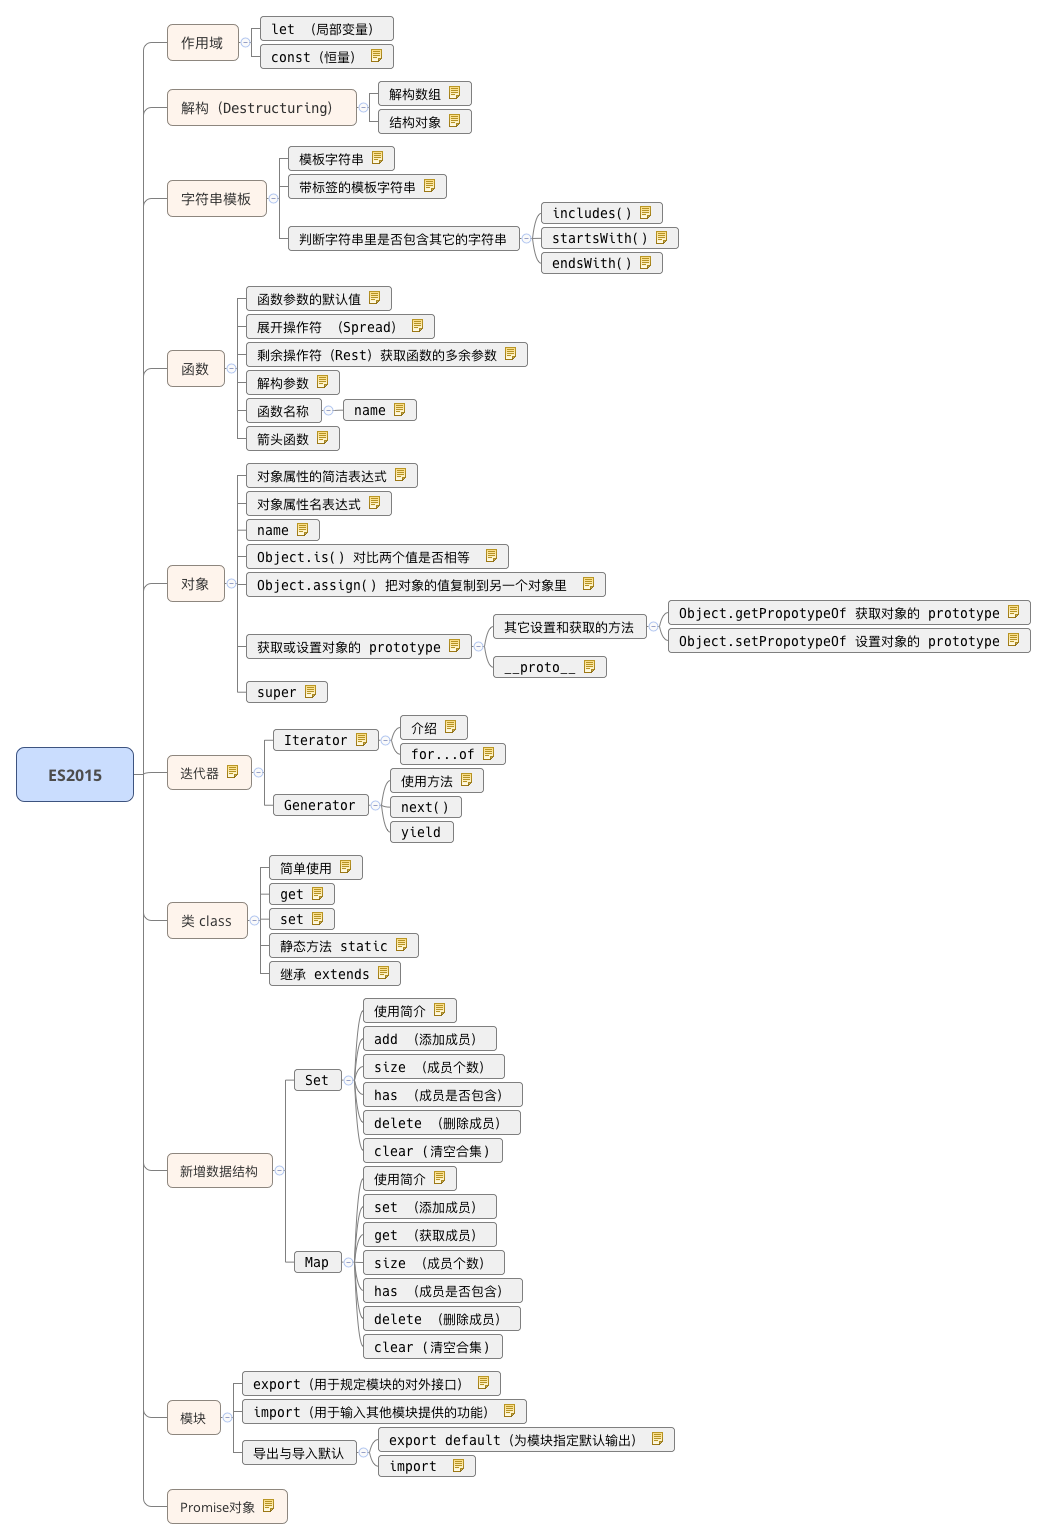 ES2015
作用域
let （局部变量）
const（恒量）
解构（Destructuring）
解构数组
结构对象
字符串模板
模板字符串
带标签的模板字符串
判断字符串里是否包含其它的字符串
includes()
startsWith()
endsWith()
函数
函数参数的默认值
展开操作符 （Spread）
剩余操作符（Rest）获取函数的多余参数
解构参数
函数名称
name
箭头函数
对象
对象属性的简洁表达式
对象属性名表达式
name
Object.is() 对比两个值是否相等
Object.assign() 把对象的值复制到另一个对象里
获取或设置对象的 prototype
其它设置和获取的方法
Object.getPropotypeOf 获取对象的 prototype
Object.setPropotypeOf 设置对象的 prototype
__proto__
super
迭代器
Iterator
介绍
for...of
Generator
使用方法
next()
yield
类 class
简单使用
get
set
静态方法 static
继承 extends
新增数据结构
Set
使用简介
add （添加成员）
size （成员个数）
has （成员是否包含）
delete （删除成员）
clear (清空合集)
Map
使用简介
set （添加成员）
get （获取成员）
size （成员个数）
has （成员是否包含）
delete （删除成员）
clear (清空合集)
模块
export（用于规定模块的对外接口）
import（用于输入其他模块提供的功能）
导出与导入默认
export default（为模块指定默认输出）
import
Promise对象